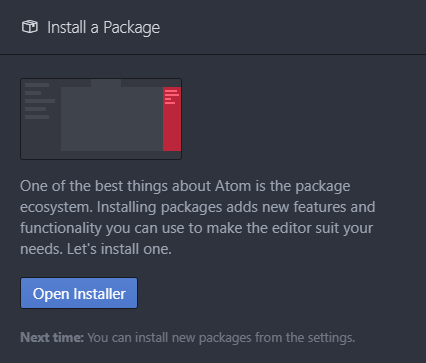 Install a Package
One of the best things about Atom is the package
ecosystem. Installing packages adds new features and
functionality you can use to make the editor suit your
needs. Let's install one.
Open Installer
Next time: You can install new packages from the settings.